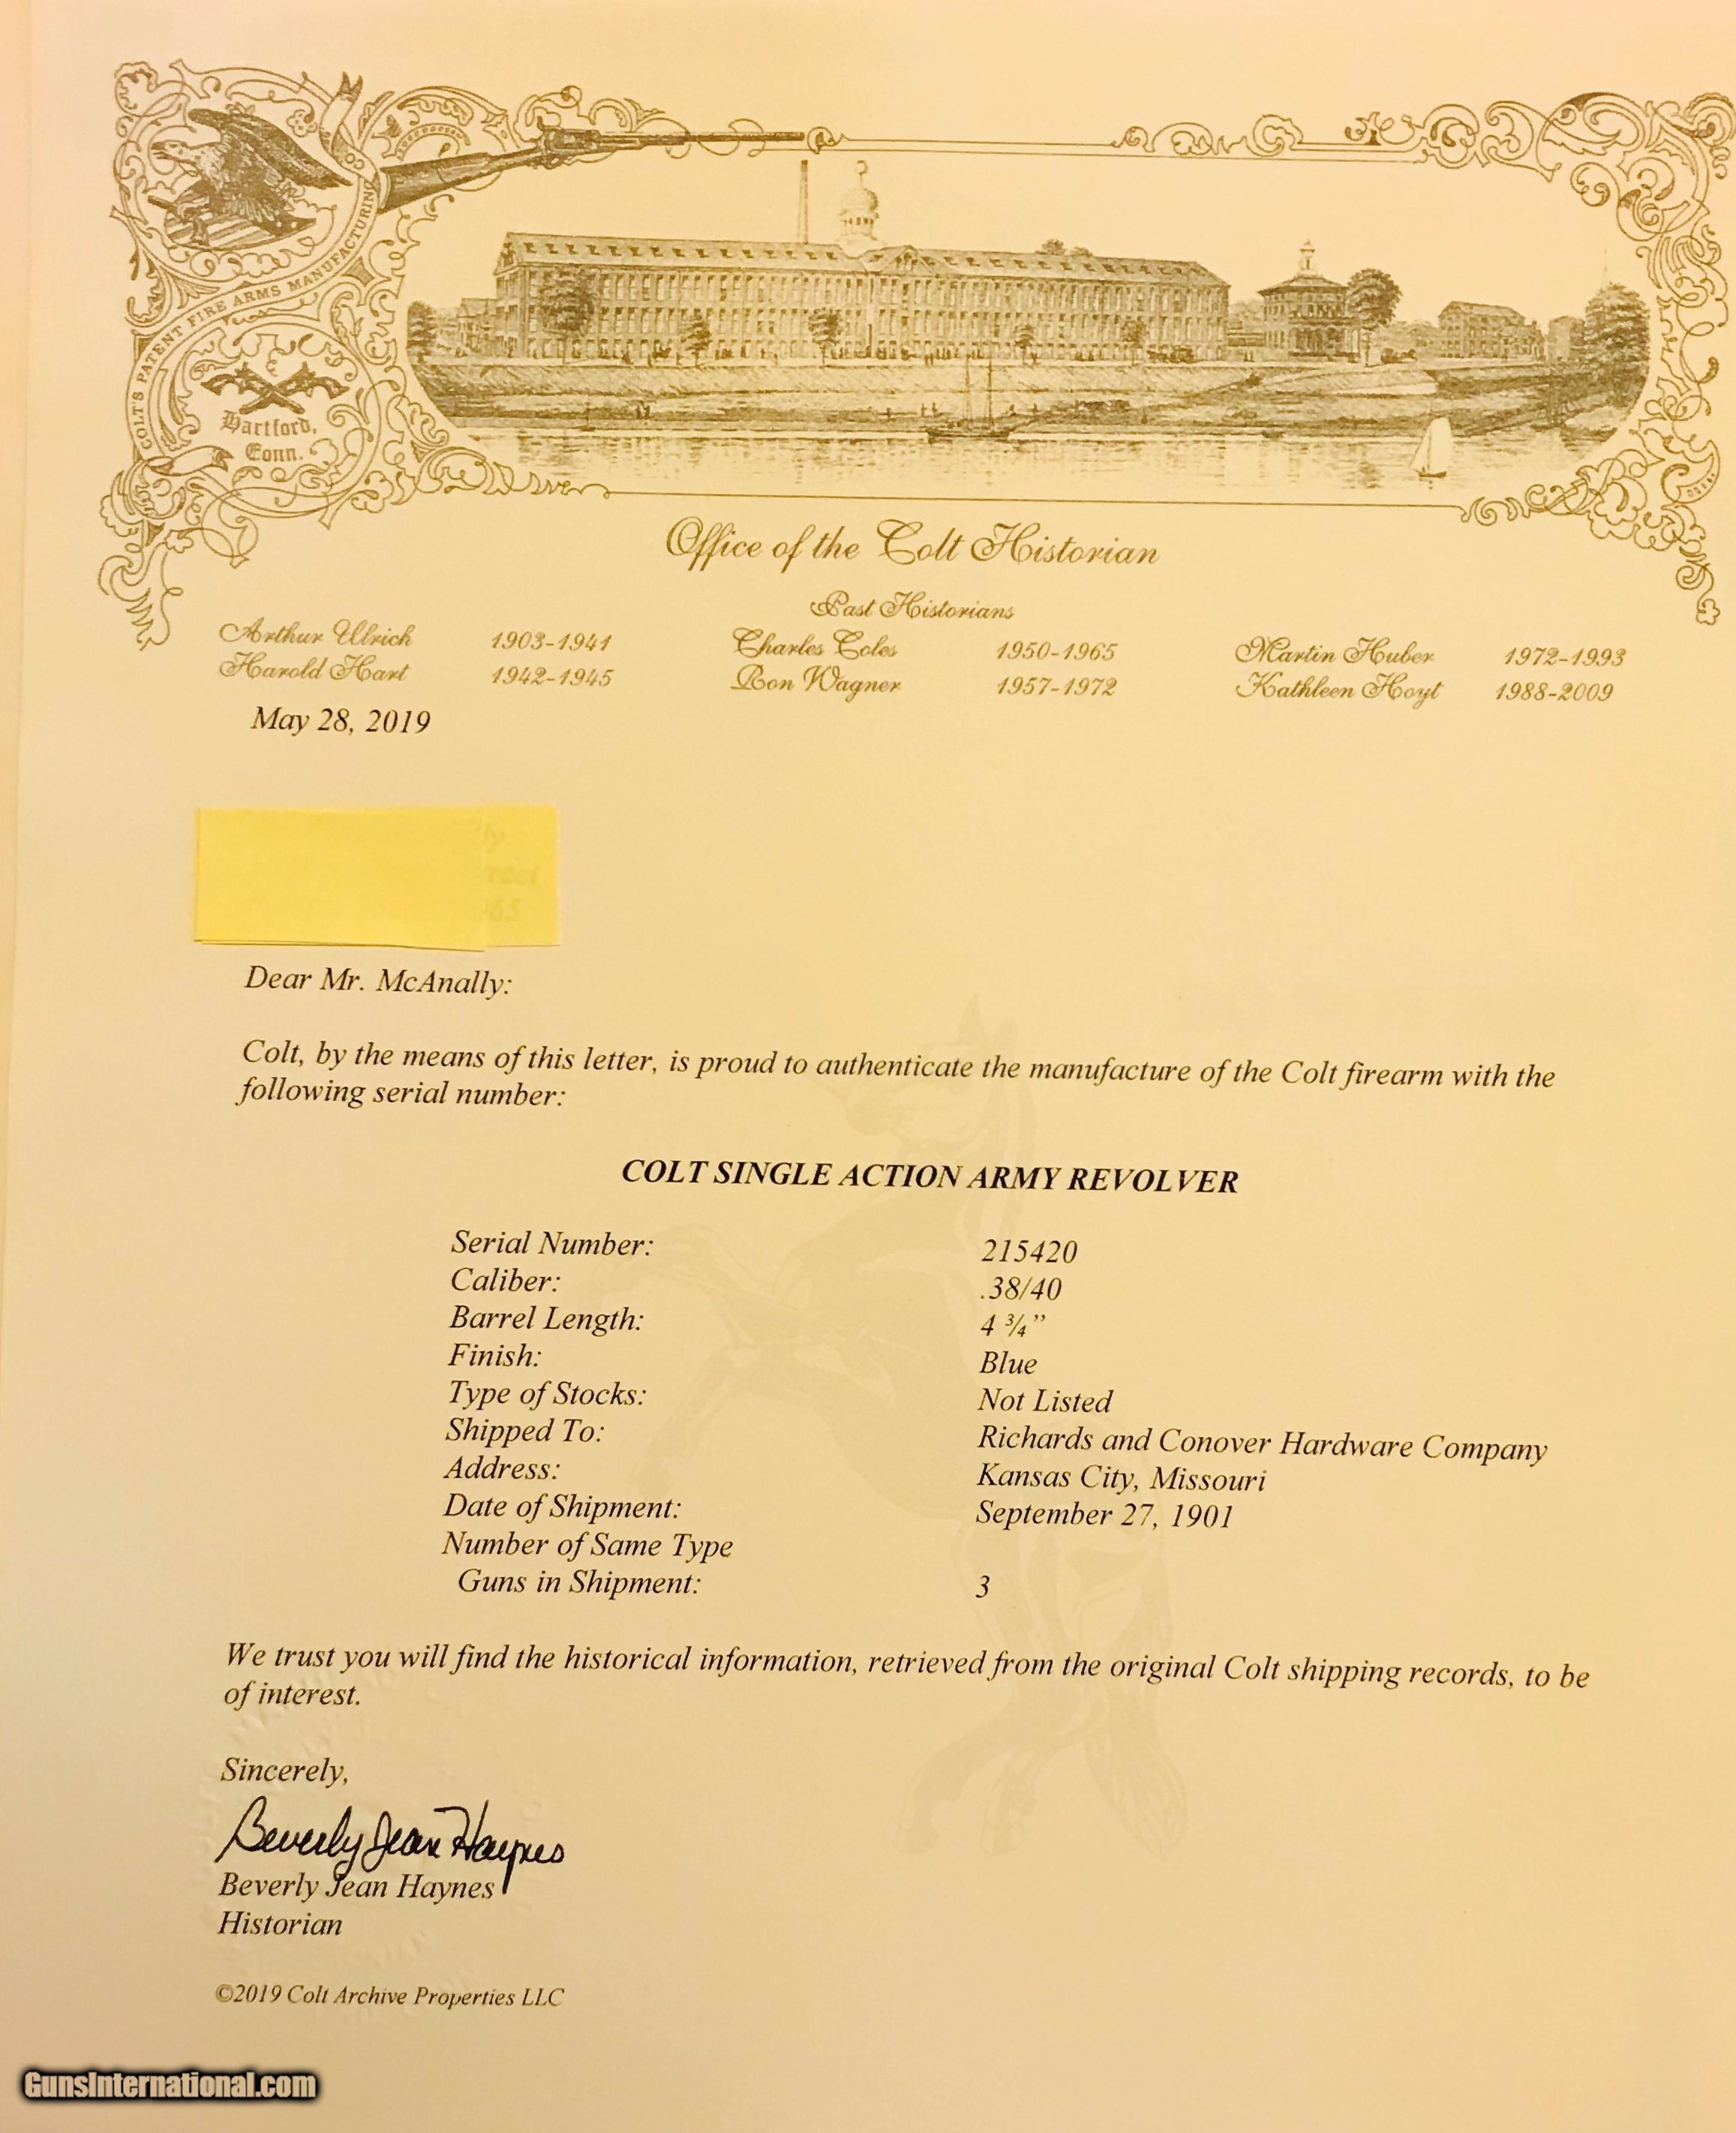 COLT'S PATENT FIRE ARMS MANUFACTURING CO
Hartford,
Conn.
Office of the Colt Historian
Past Historians
Arthur Ulrich 1903-1941 Charles Coles 1950-1965 Martin Huber 1972-1993
Harold Hart 1942-1945 Ron Wagner 1957-1972 Kathleen Hoyt 1988-2009
May 28, 2019
Dear Mr. McAnally:
Colt, by the means of this letter, is proud to authenticate the manufacture of the Colt firearm with the
following serial number:
COLT SINGLE ACTION ARMY REVOLVER
Serial Number: 215420
Caliber: .38/40
Barrel Length: 4 ¾”
Finish: Blue
Type of Stocks: Not Listed
Shipped To: Richards and Conover Hardware Company
Address: Kansas City, Missouri
Date of Shipment: September 27, 1901
Number of Same Type
Guns in Shipment: 3
We trust you will find the historical information, retrieved from the original Colt shipping records, to be
of interest.
Sincerely,
Beverly Jean Haynes
Beverly Jean Haynes
Historian
©2019 Colt Archive Properties LLC
GunsInternational.com